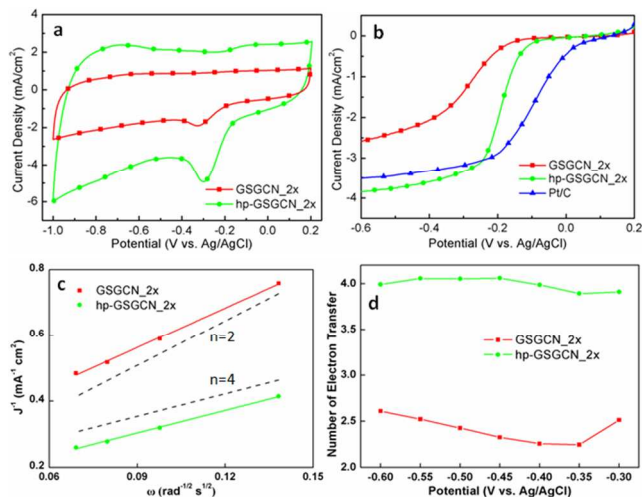 a
Current Density (mA/cm²)
4
2
0
-2
-4
-6
GSGCN_2x
hp-GSGCN_2x
-1.0 -0.8 -0.6 -0.4 -0.2 0.0 0.2
Potential (V vs. Ag/AgCl)
b
Current Density (mA/cm²)
0
-1
-2
-3
-4
GSGCN_2x
hp-GSGCN_2x
Pt/C
-0.6 -0.4 -0.2 0.0 0.2
Potential (V vs. Ag/AgCl)
c
J⁻¹ (mA⁻¹ cm²)
0.8
0.6
0.4
0.2
GSGCN_2x
hp-GSGCN_2x
n=2
n=4
0.06 0.09 0.12 0.15
ω (rad⁻¹/² s¹/²)
d
Number of Electron Transfer
4.0
3.5
3.0
2.5
2.0
GSGCN_2x
hp-GSGCN_2x
-0.60 -0.55 -0.50 -0.45 -0.40 -0.35 -0.30
Potential (V vs. Ag/AgCl)